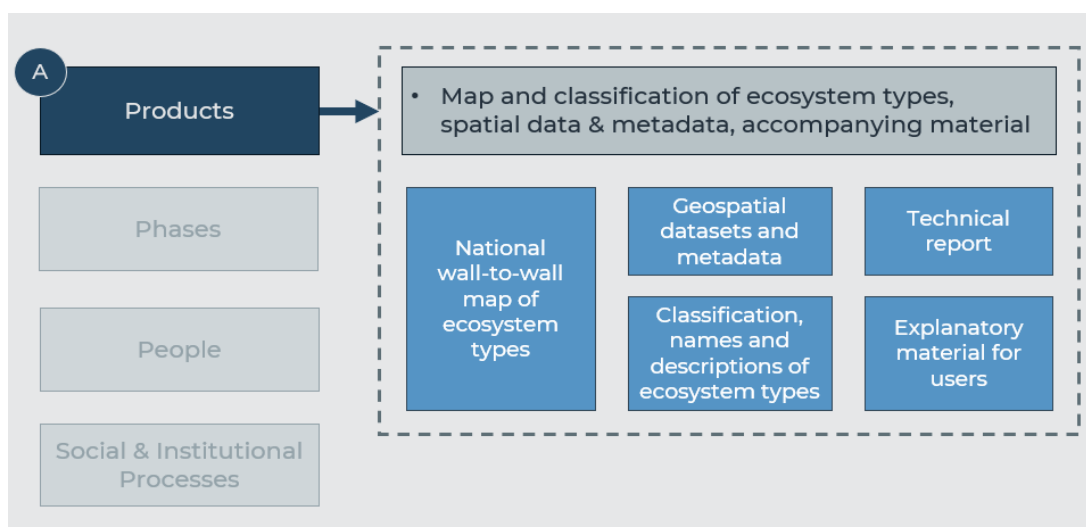 A
Products
Phases
People
Social & Institutional
Processes
• Map and classification of ecosystem types,
spatial data & metadata, accompanying material
National
wall-to-wall
map of
ecosystem
types
Geospatial
datasets and
metadata
Classification,
names and
descriptions of
ecosystem types
Technical
report
Explanatory
material for
users